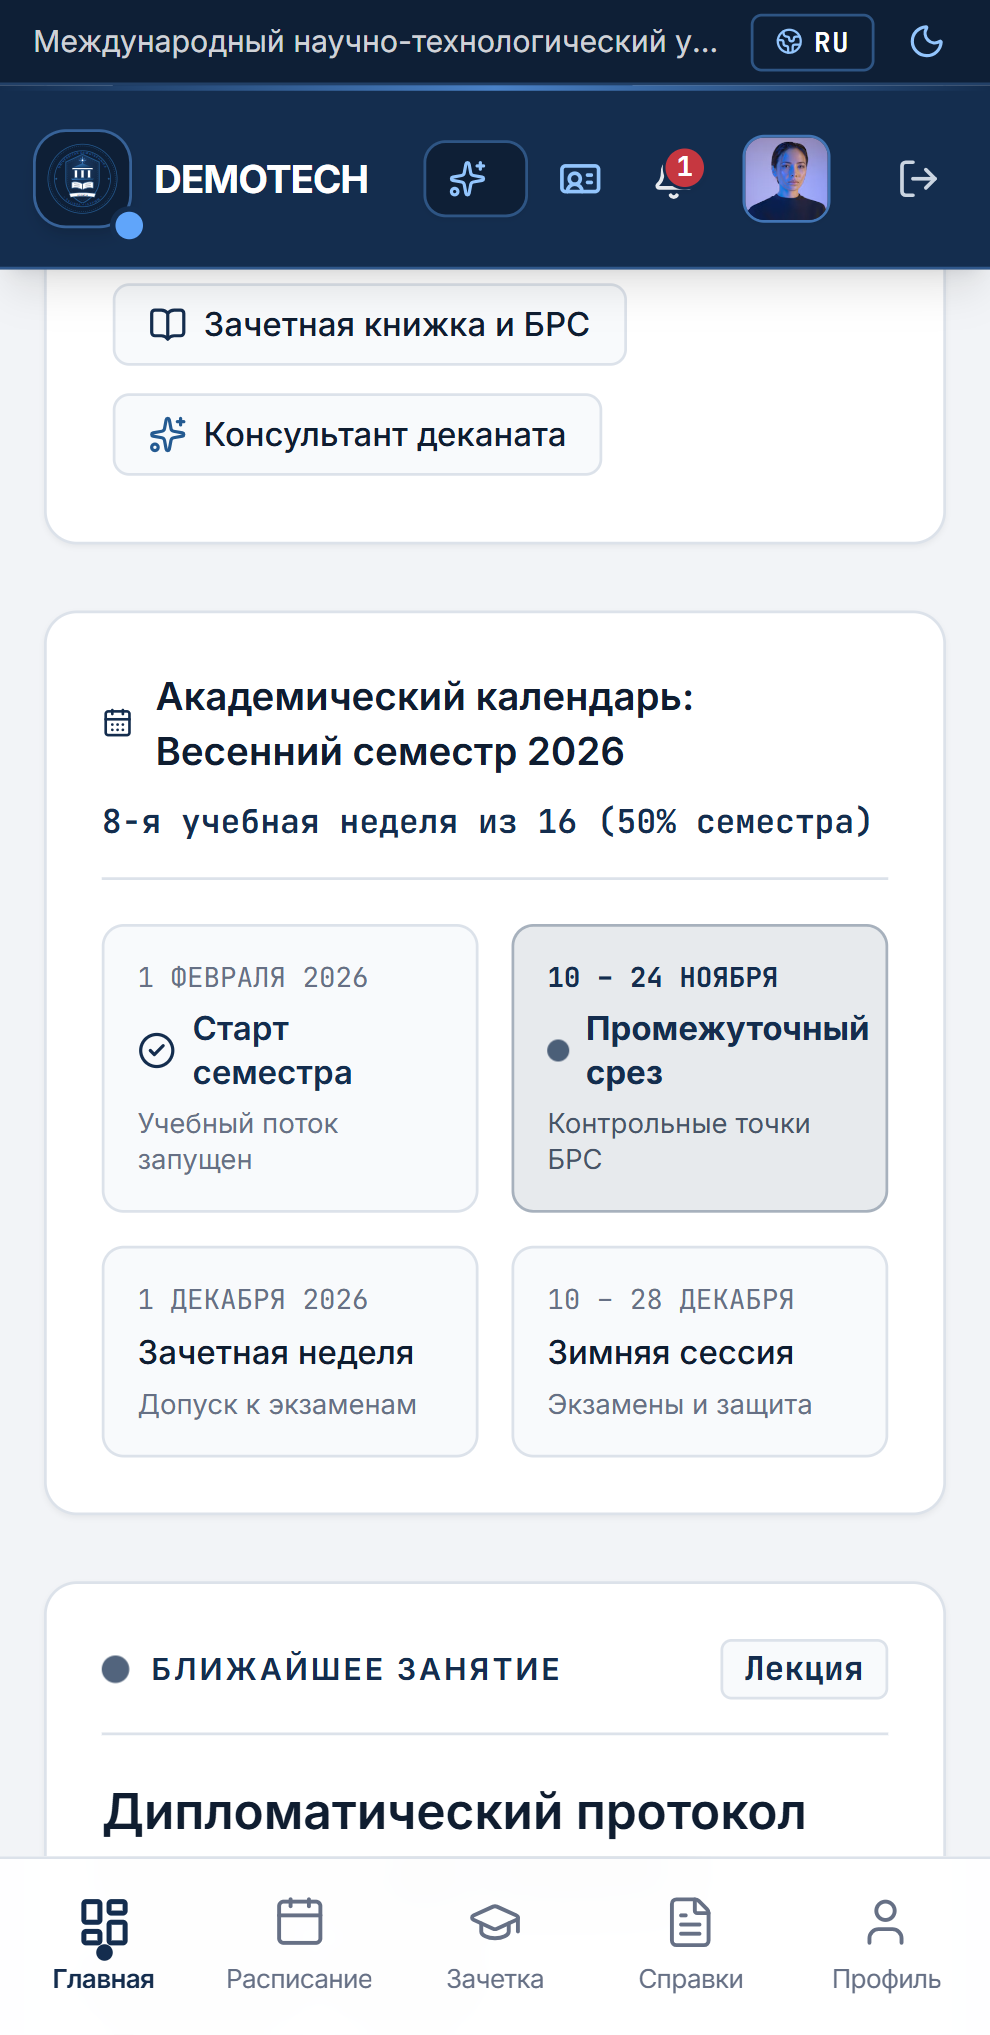 Международный научно-технологический у...
RU
DEMOTECH
1
Зачетная книжка и БРС
Консультант деканата
Академический календарь:
Весенний семестр 2026
8-я учебная неделя из 16 (50% семестра)
1 ФЕВРАЛЯ 2026
Старт
семестра
Учебный поток
запущен
10 – 24 НОЯБРЯ
Промежуточный
срез
Контрольные точки
БРС
1 ДЕКАБРЯ 2026
Зачетная неделя
Допуск к экзаменам
10 – 28 ДЕКАБРЯ
Зимняя сессия
Экзамены и защита
БЛИЖАЙШЕЕ ЗАНЯТИЕ
Лекция
Дипломатический протокол
Главная
Расписание
Зачетка
Справки
Профиль